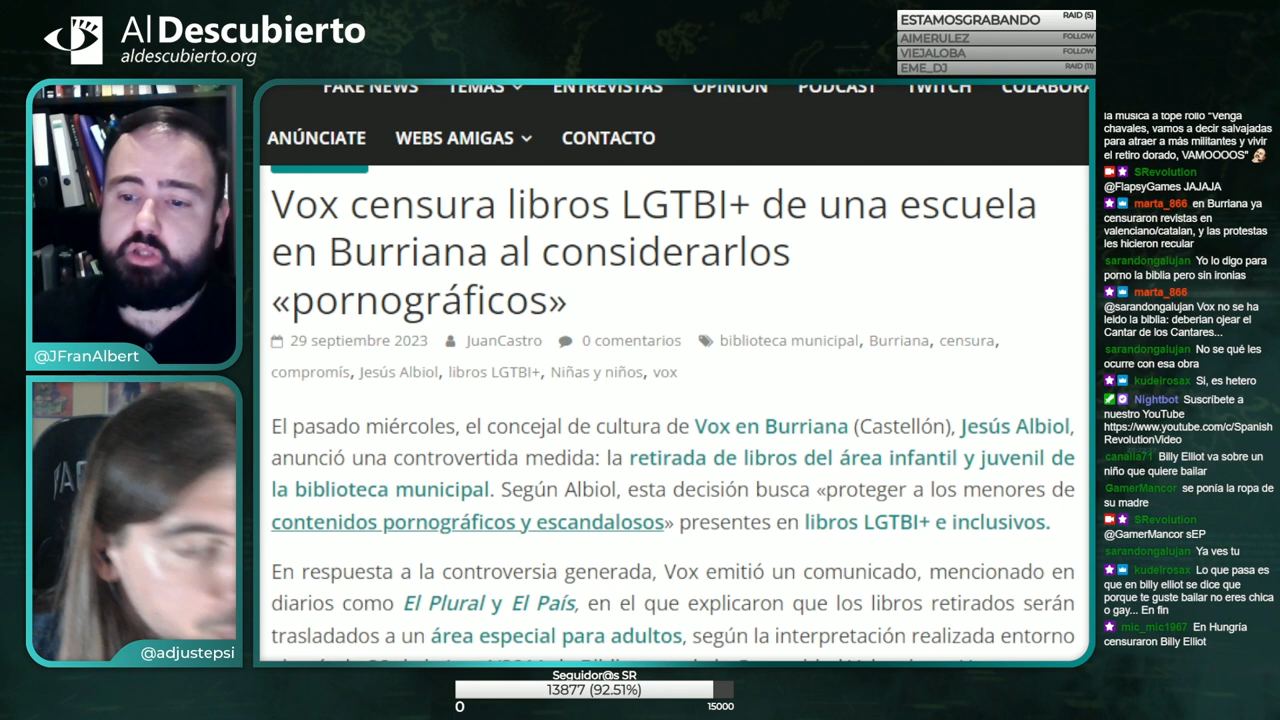 Al Descubierto
aldescubierto.org
ESTAMOSGRABANDO RAID (5)
AIMERULEZ FOLLOW
VIEJALOBA FOLLOW
EME_DJ RAID (11)
@JFranAlbert
@adjustepsi
FAKE NEWS TEMAS ENTREVISTAS OPINIÓN PODCAST TWITCH COLABORA
ANÚNCIATE WEBS AMIGAS CONTACTO
Vox censura libros LGTBI+ de una escuela
en Burriana al considerarlos
«pornográficos»
29 septiembre 2023 JuanCastro 0 comentarios biblioteca municipal, Burriana, censura,
compromís, Jesús Albiol, libros LGTBI+, Niñas y niños, vox
El pasado miércoles, el concejal de cultura de Vox en Burriana (Castellón), Jesús Albiol,
anunció una controvertida medida: la retirada de libros del área infantil y juvenil de
la biblioteca municipal. Según Albiol, esta decisión busca «proteger a los menores de
contenidos pornográficos y escandalosos» presentes en libros LGTBI+ e inclusivos.
En respuesta a la controversia generada, Vox emitió un comunicado, mencionado en
diarios como El Plural y El País, en el que explicaron que los libros retirados serán
trasladados a un área especial para adultos, según la interpretación realizada entorno
la música a tope rollo "Venga
chavales, vamos a decir salvajadas
para atraer a más militantes y vivir
el retiro dorado, VAMOOOOS"
SRevolution
@FlapsyGames JAJAJA
marta_866 en Burriana ya
censuraron revistas en
valenciano/catalan, y las protestas
les hicieron recular
sarandongalujan Yo lo digo para
porno la biblia pero sin ironias
marta_866
@sarandongalujan Vox no se ha
leido la biblia: deberian ojear el
Cantar de los Cantares...
sarandongalujan No se qué les
ocurre con esa obra
kudeirosax Si, es hetero
Nightbot Suscríbete a
nuestro YouTube
https://www.youtube.com/c/Spanish
RevolutionVideo
canalla71 Billy Elliot va sobre un
niño que quiere bailar
GamerMancor se ponía la ropa de
su madre
SRevolution
@GamerMancor sEP
sarandongalujan Ya ves tu
kudeirosax Lo que pasa es
que en billy elliot se dice que
porque te guste bailar no eres chica
o gay... En fin
mic_mic1967 En Hungría
censuraron Billy Elliot
Seguidor@s SR
13877 (92.51%)
0 15000